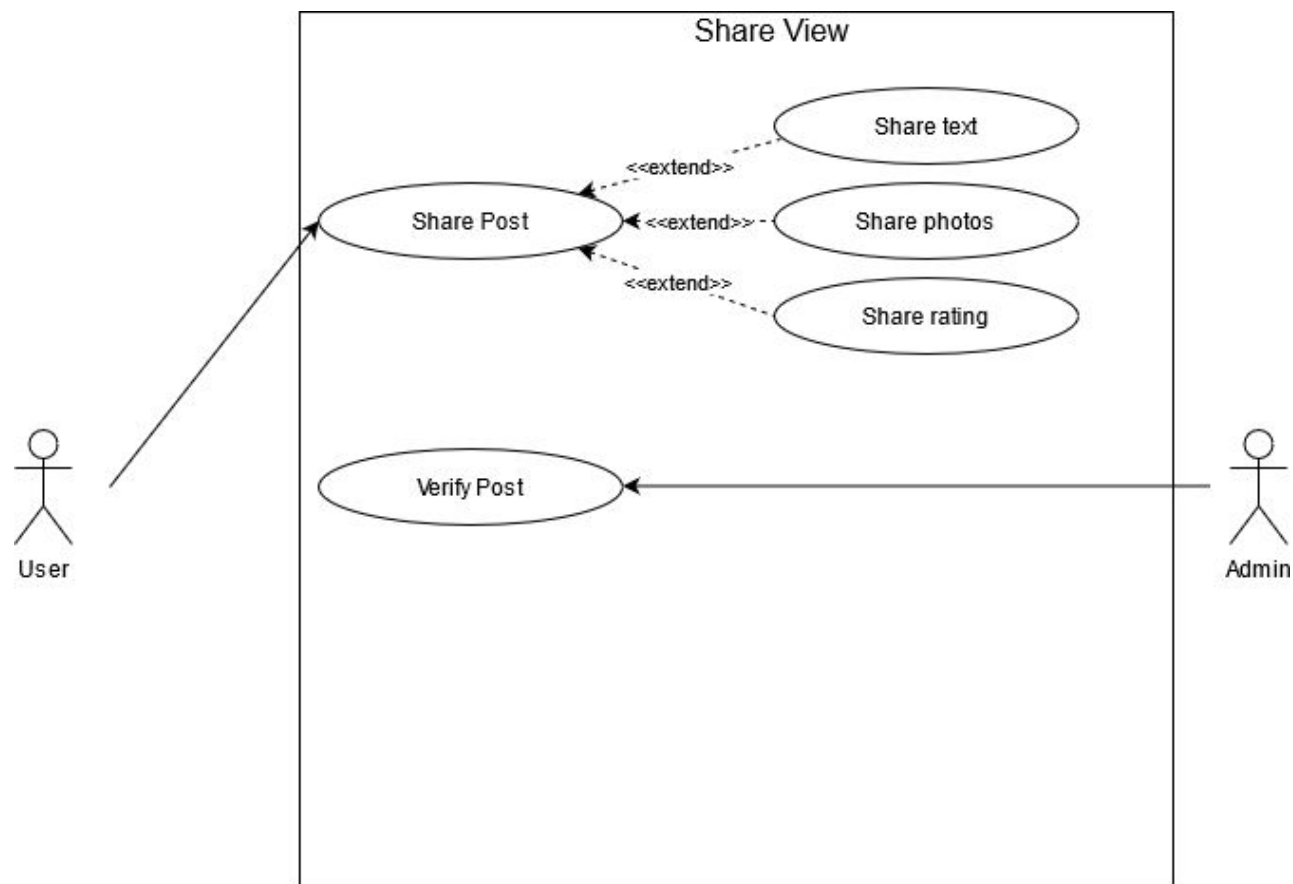 Share View
Share text
<<extend>>
Share Post
<<extend>>
Share photos
<<extend>>
Share rating
Verify Post
User
Admin